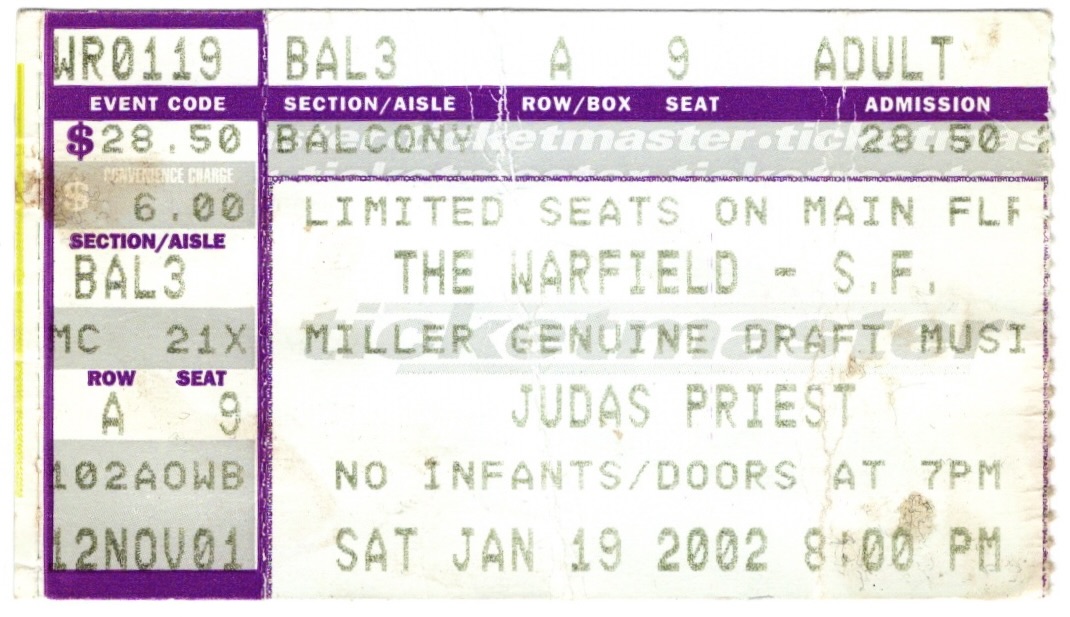 WR0119 BAL3 A 9 ADULT
EVENT CODE SECTION/AISLE ROW/BOX SEAT ADMISSION
$28.50 BALCONY 28.50
CONVENIENCE CHARGE
$ 6.00 LIMITED SEATS ON MAIN FLR
SECTION/AISLE
BAL3 THE WARFIELD - S.F.
MC 21X MILLER GENUINE DRAFT MUSI
ROW SEAT
A 9 JUDAS PRIEST
102AOWB NO INFANTS/DOORS AT 7PM
12NOV01 SAT JAN 19 2002 8:00 PM
ticketmaster